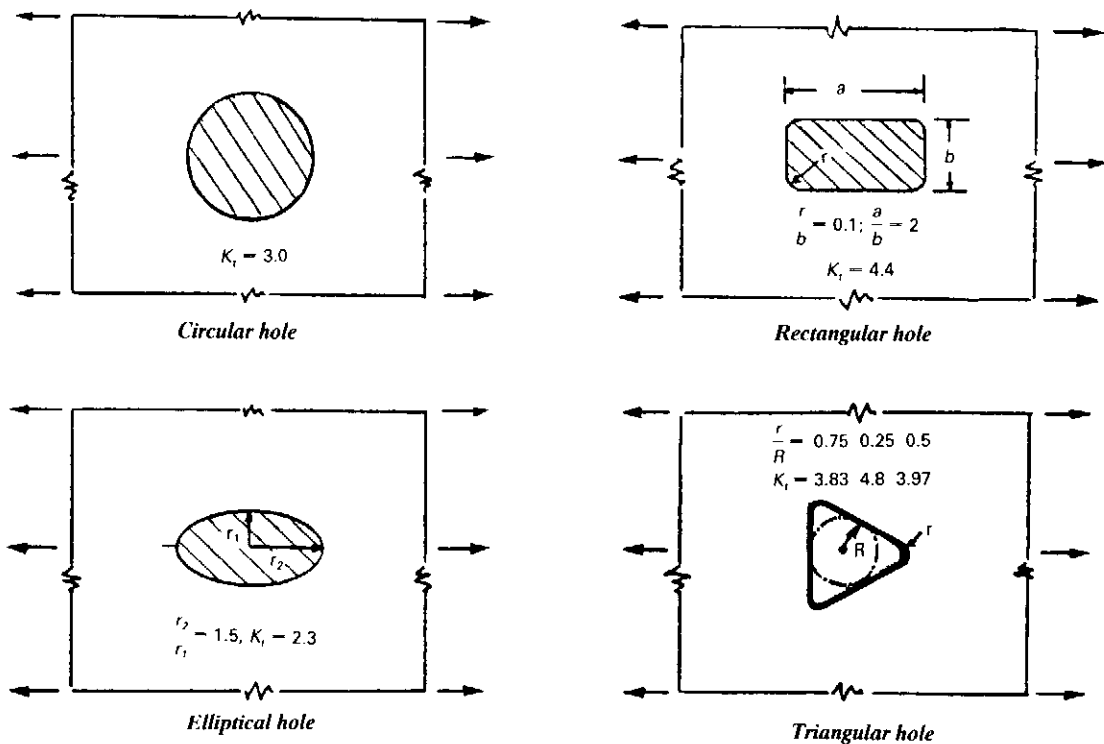 K_t = 3.0
Circular hole
a
b
r
r/b = 0.1; a/b = 2
K_t = 4.4
Rectangular hole
r_1
r_2
r_2/r_1 = 1.5, K_t = 2.3
Elliptical hole
r/R = 0.75 0.25 0.5
K_t = 3.83 4.8 3.97
r
R
Triangular hole